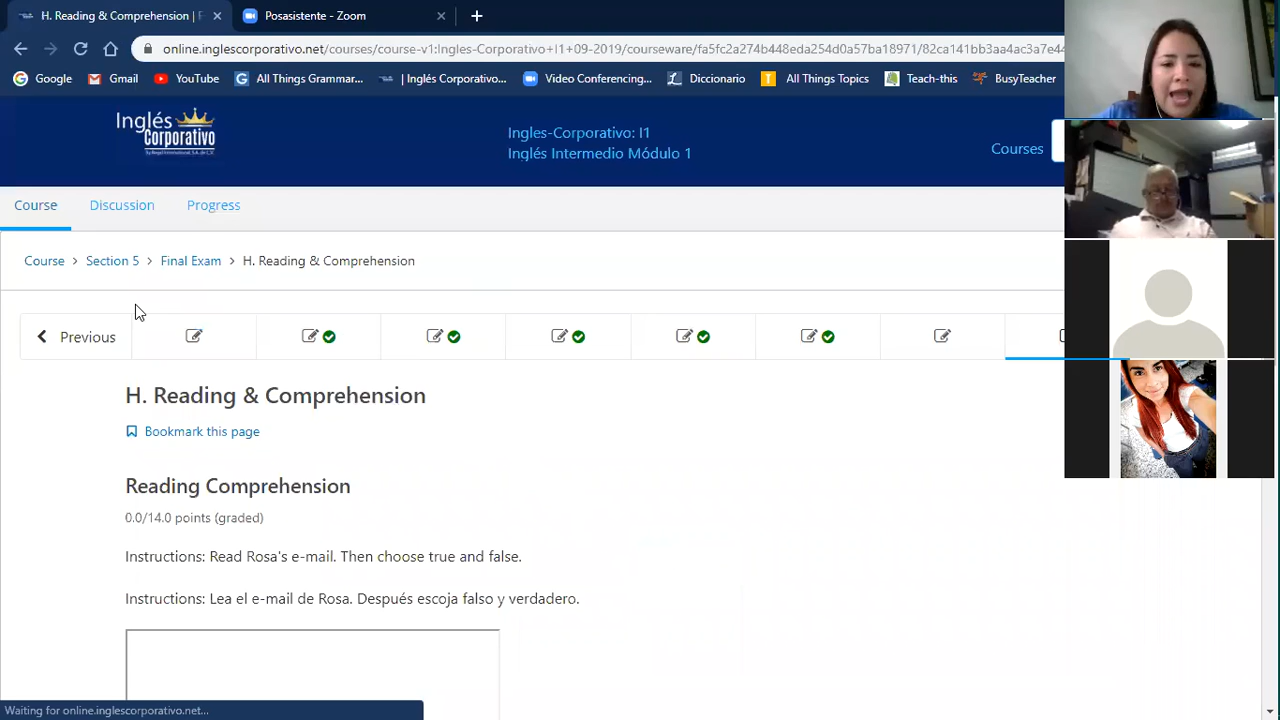 H. Reading & Comprehension |
Posasistente - Zoom
online.inglescorporativo.net/courses/course-v1:Ingles-Corporativo+I1+09-2019/courseware/fa5fc2a274b448eda254d0a57ba18971/82ca141bb3aa4ac3a7e44
Google
Gmail
YouTube
All Things Grammar...
| Inglés Corporativo...
Video Conferencing...
Diccionario
All Things Topics
Teach-this
BusyTeacher
Inglés
Corporativo
Ingles-Corporativo: I1
Inglés Intermedio Módulo 1
Courses
Course
Discussion
Progress
Course > Section 5 > Final Exam > H. Reading & Comprehension
Previous
H. Reading & Comprehension
Bookmark this page
Reading Comprehension
0.0/14.0 points (graded)
Instructions: Read Rosa's e-mail. Then choose true and false.
Instructions: Lea el e-mail de Rosa. Después escoja falso y verdadero.
Waiting for online.inglescorporativo.net...